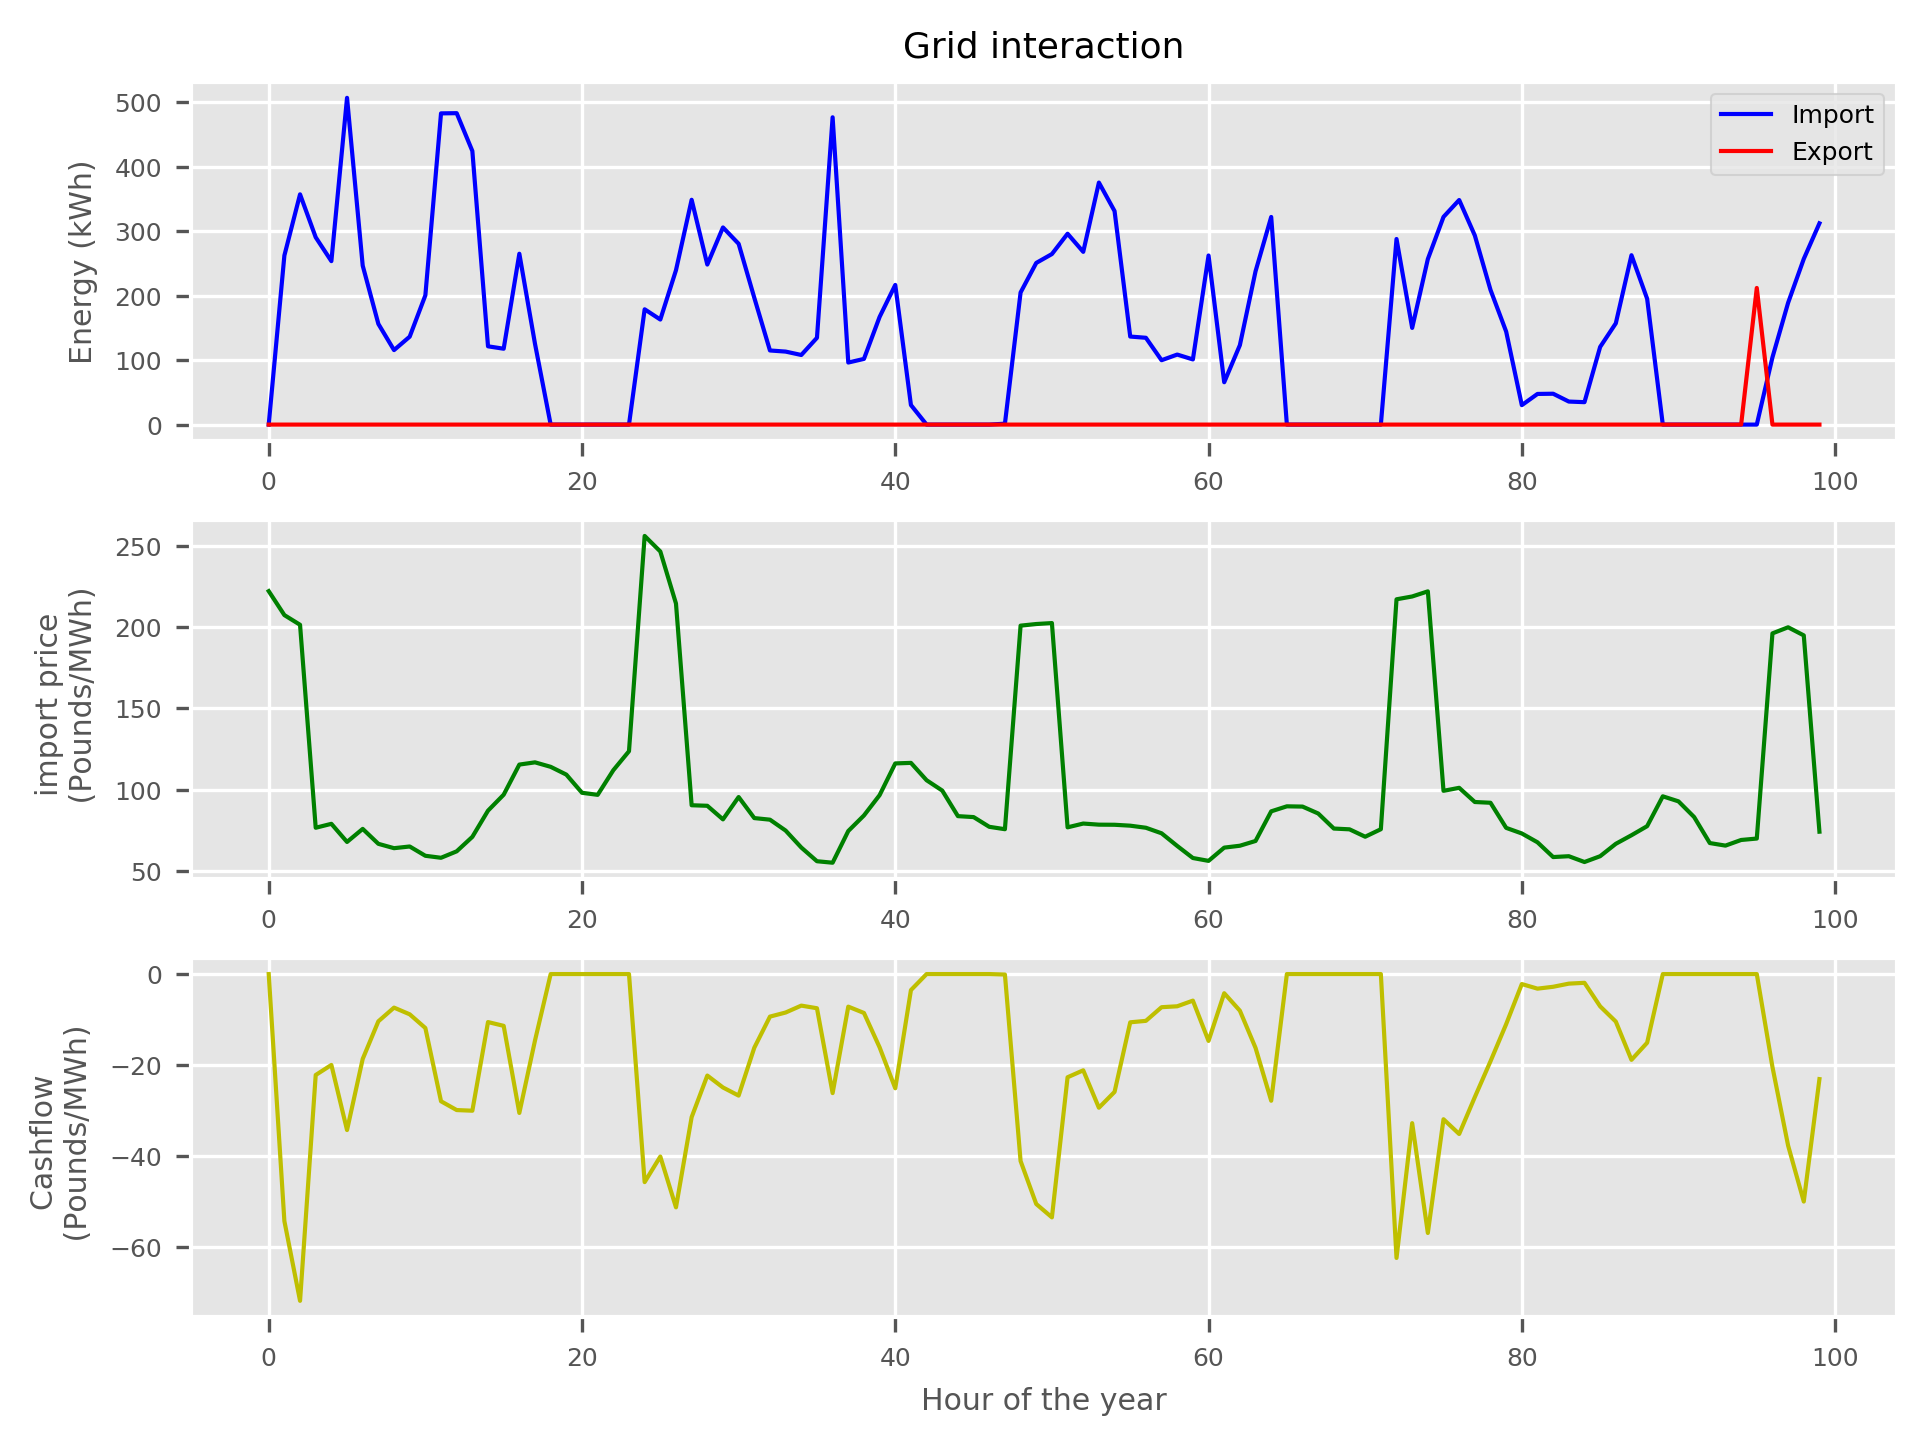 Grid interaction
Energy (kWh)
500
400
300
200
100
0
Import
Export
0 20 40 60 80 100
import price
(Pounds/MWh)
250
200
150
100
50
0 20 40 60 80 100
Cashflow
(Pounds/MWh)
0
−20
−40
−60
0 20 40 60 80 100
Hour of the year